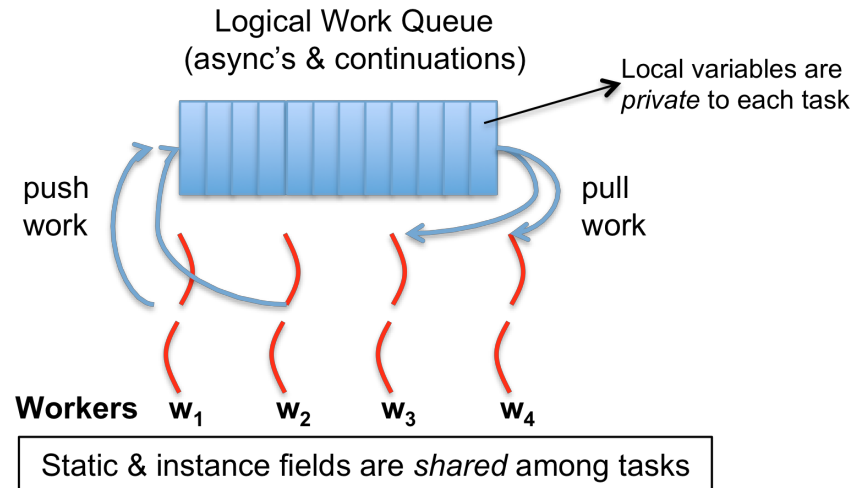 Logical Work Queue
(async’s & continuations)
Local variables are
private to each task
push
work
pull
work
Workers w1 w2 w3 w4
Static & instance fields are shared among tasks